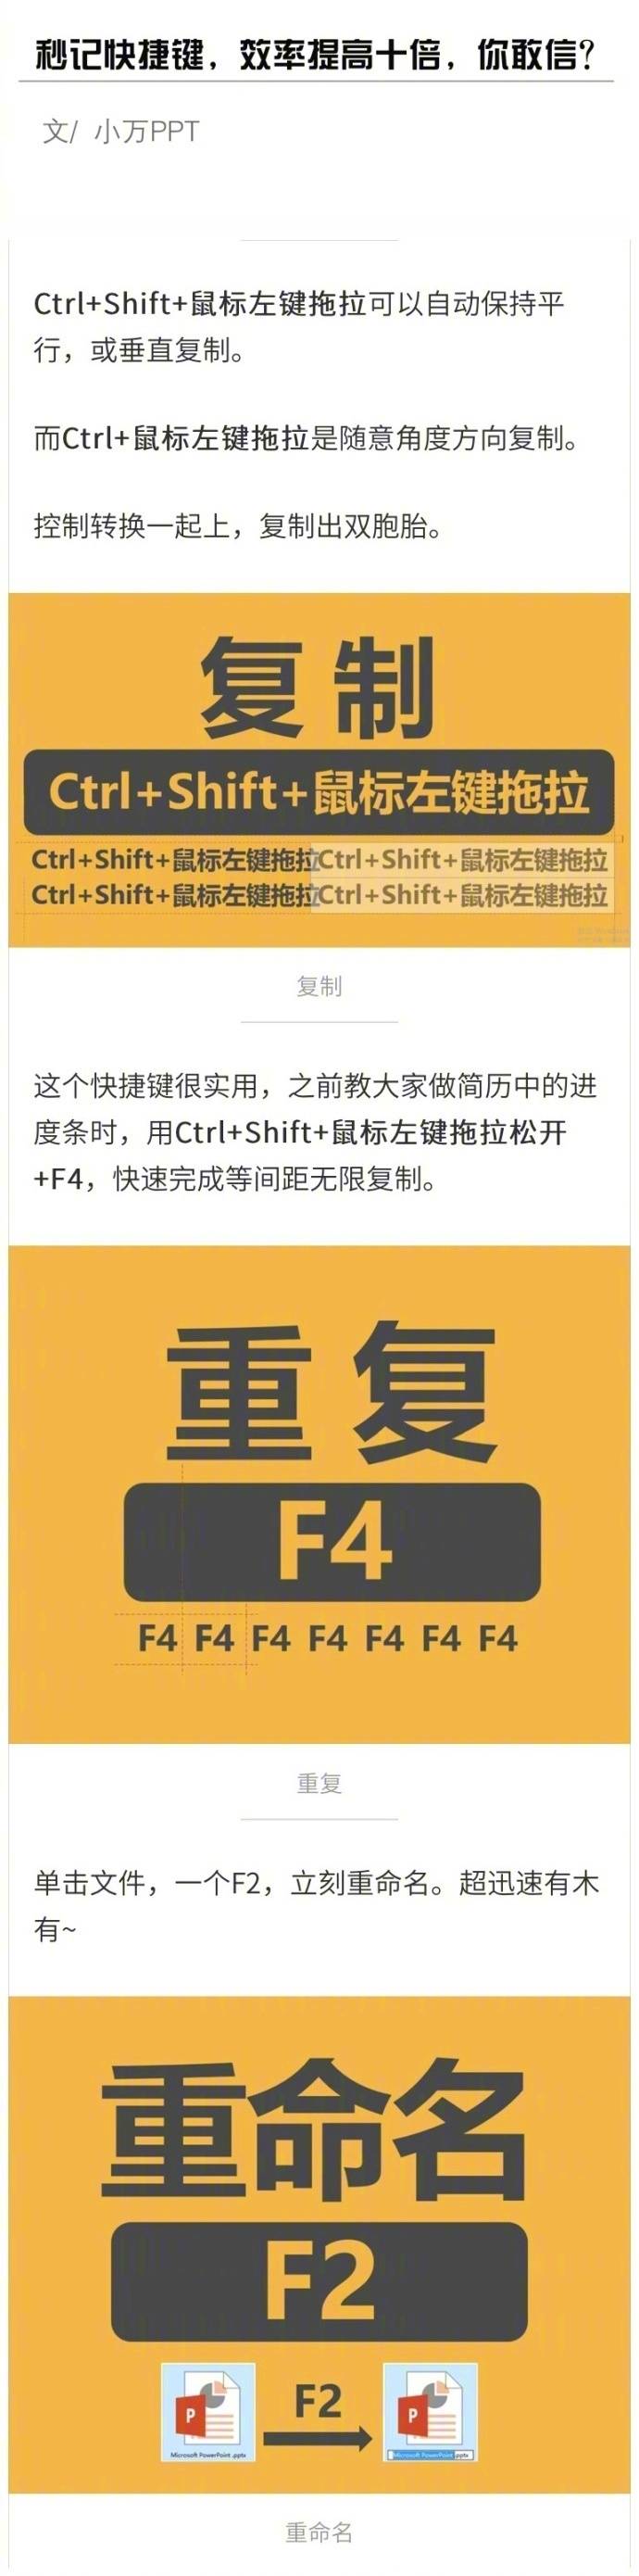 秒记快捷键，效率提高十倍，你敢信？
文/ 小万PPT
Ctrl+Shift+鼠标左键拖拉可以自动保持平
行，或垂直复制。
而Ctrl+鼠标左键拖拉是随意角度方向复制。
控制转换一起上，复制出双胞胎。
复制
Ctrl+Shift+鼠标左键拖拉
Ctrl+Shift+鼠标左键拖拉Ctrl+Shift+鼠标左键拖拉
Ctrl+Shift+鼠标左键拖拉Ctrl+Shift+鼠标左键拖拉
复制
这个快捷键很实用，之前教大家做简历中的进
度条时，用Ctrl+Shift+鼠标左键拖拉松开
+F4，快速完成等间距无限复制。
重复
F4
F4 F4 F4 F4 F4 F4 F4
重复
单击文件，一个F2，立刻重命名。超迅速有木
有~
重命名
F2
F2
P P
Microsoft PowerPoint .pptx Microsoft PowerPoint .pptx
重命名